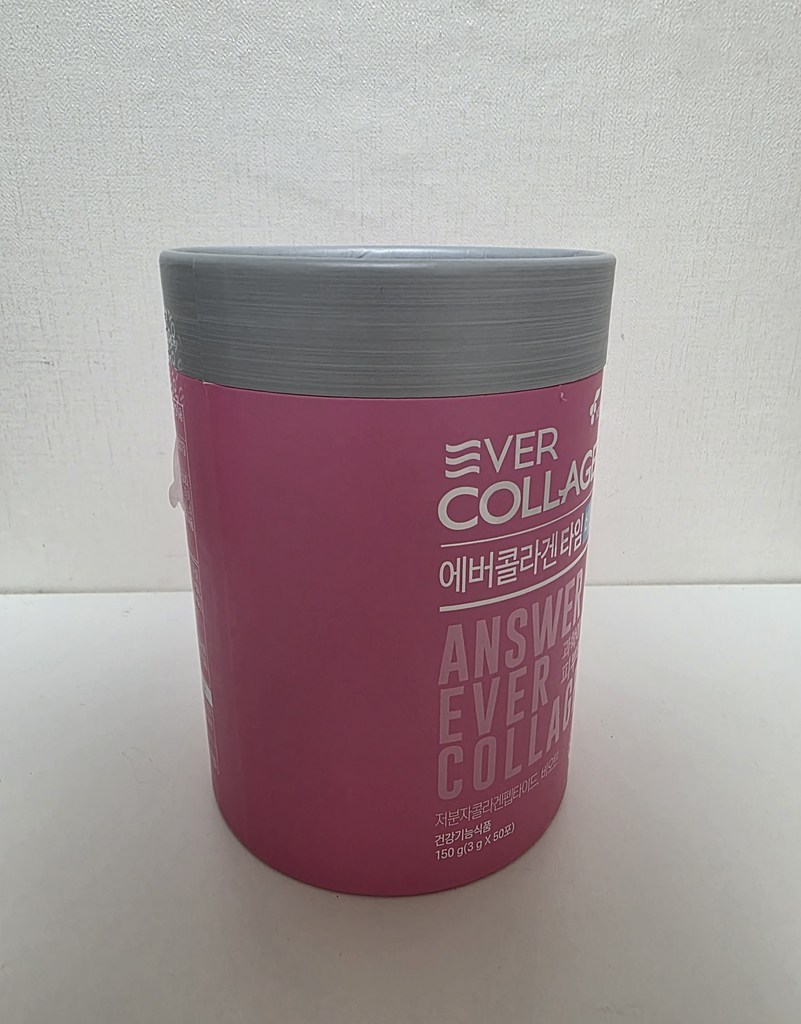 EVER
COLLAGE
에버콜라겐 타임
ANSWER
EVER
COLLAG
저분자콜라겐펩타이드, 비오틴
건강기능식품
150 g(3 g X 50포)